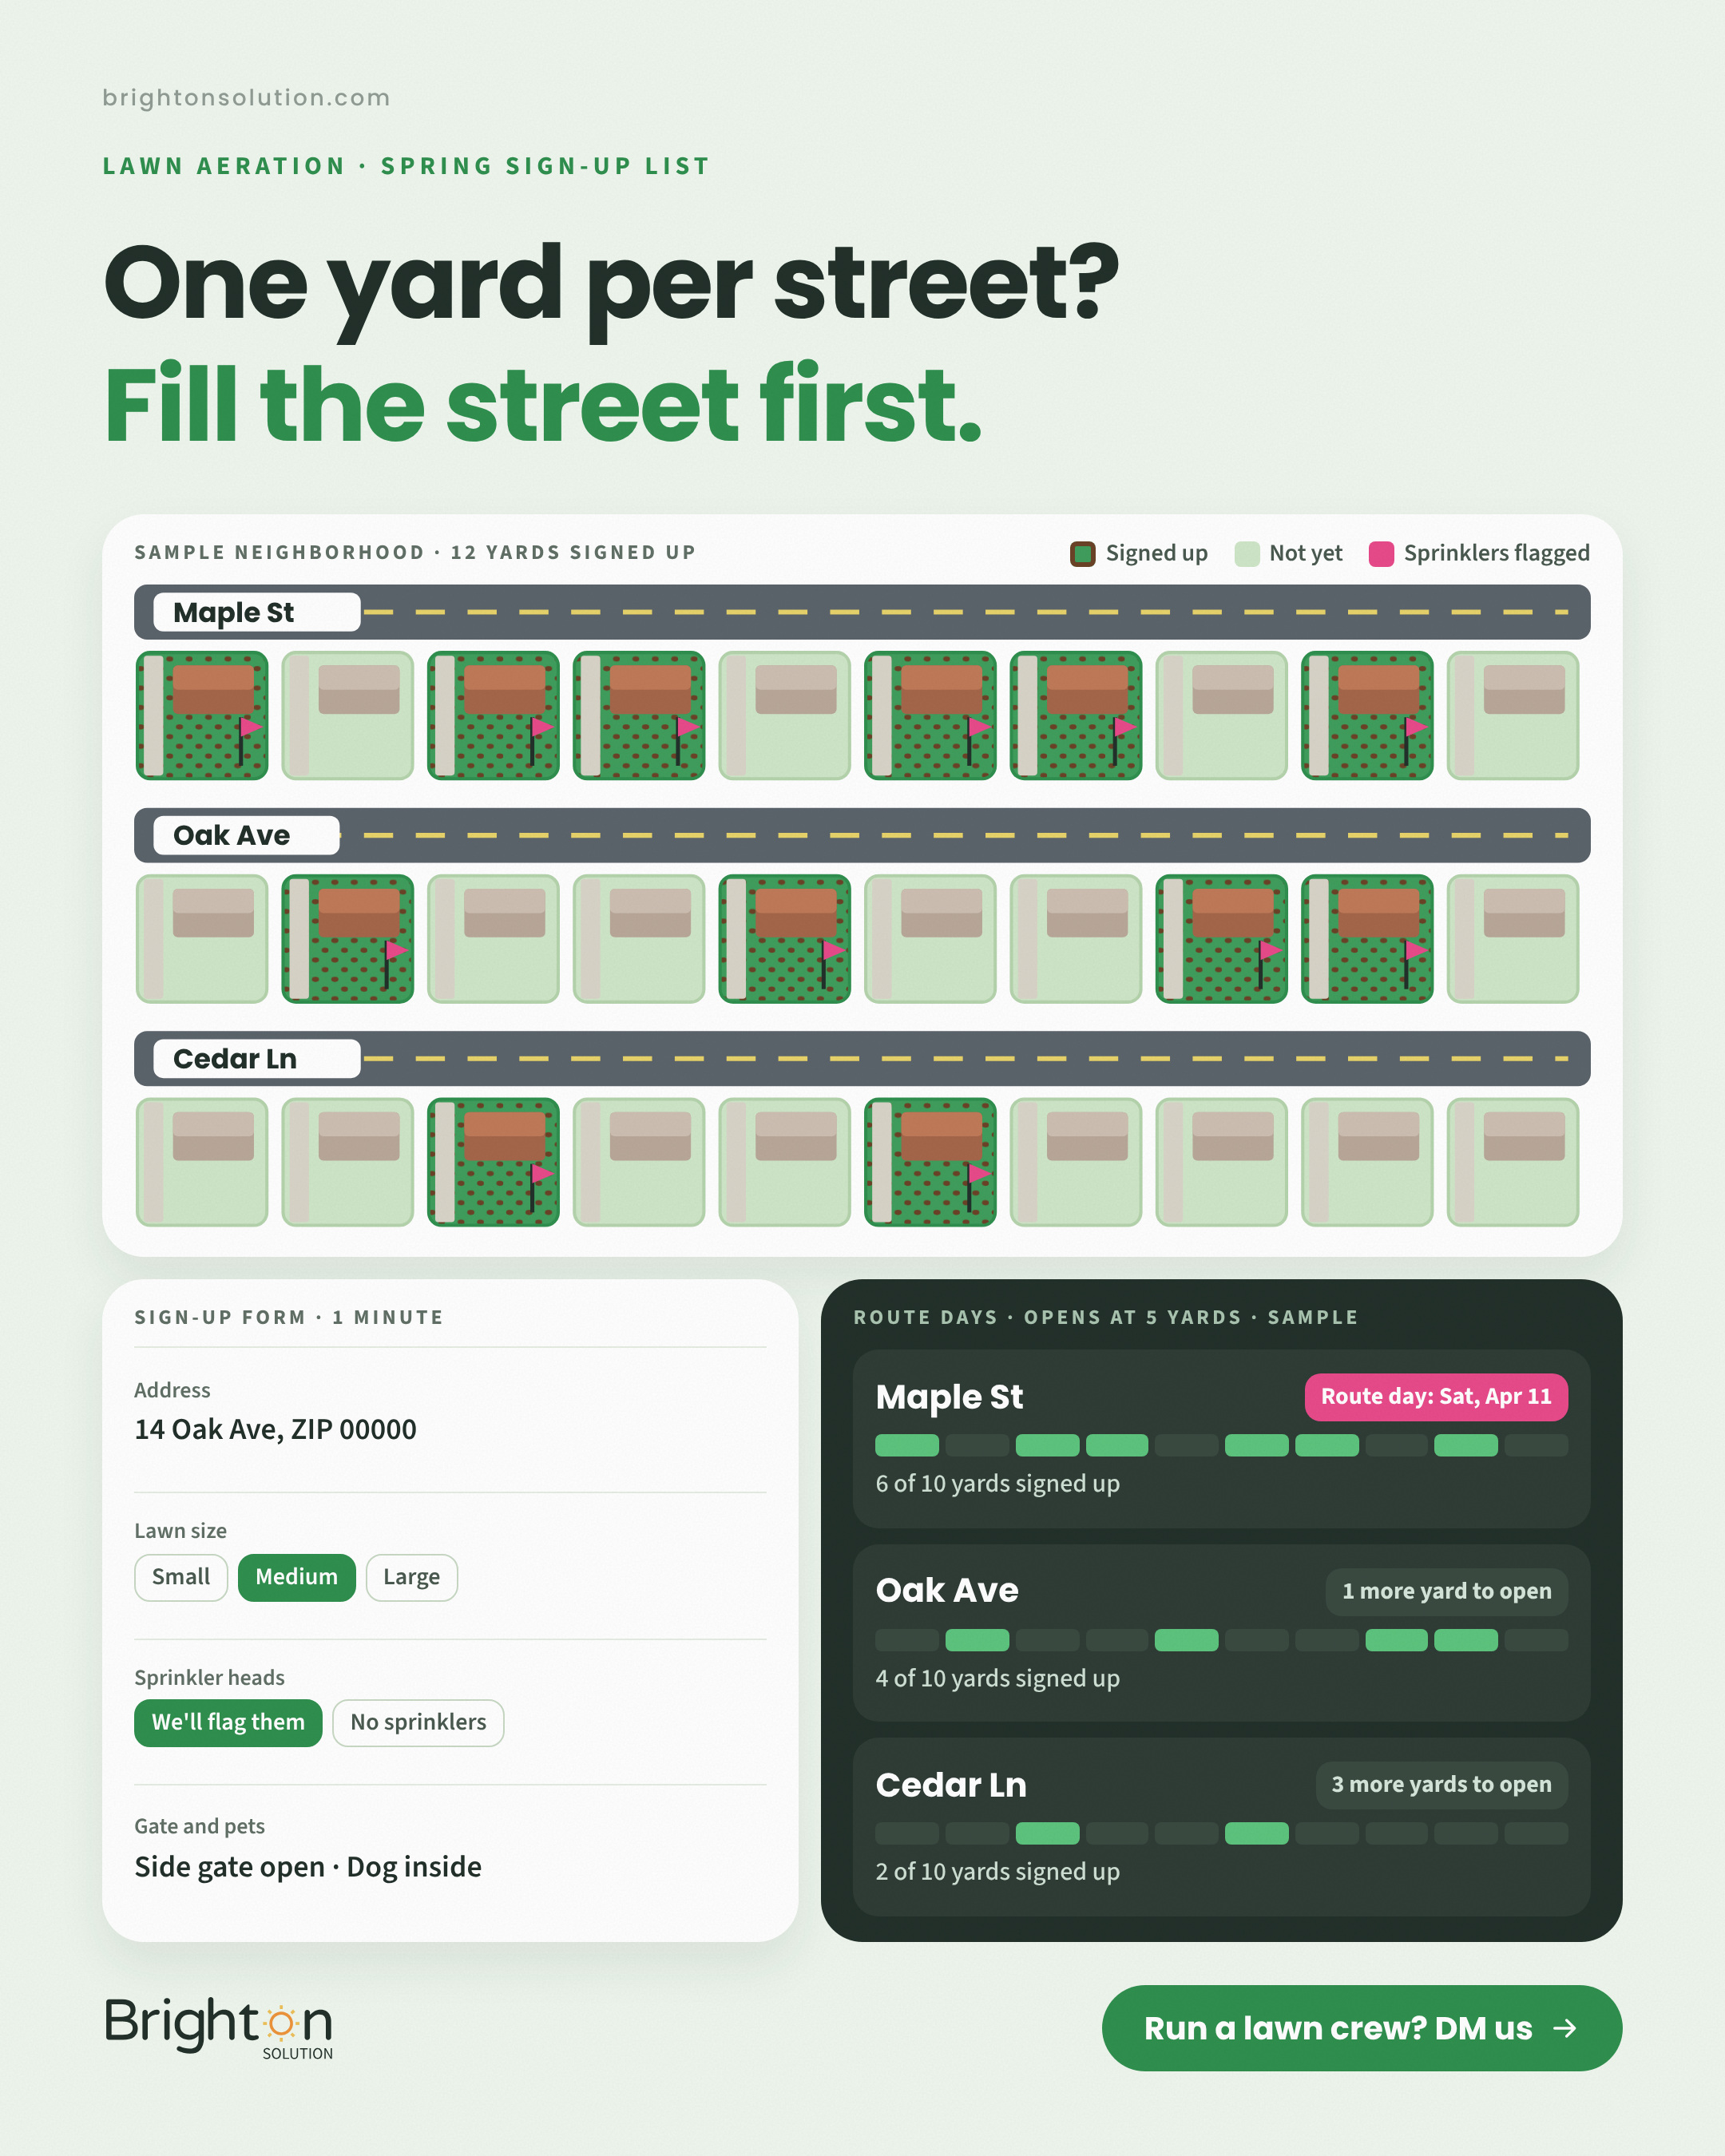 brightonsolution.com
LAWN AERATION · SPRING SIGN-UP LIST
One yard per street?
Fill the street first.
SAMPLE NEIGHBORHOOD · 12 YARDS SIGNED UP
Signed up
Not yet
Sprinklers flagged
Maple St
Oak Ave
Cedar Ln
SIGN-UP FORM · 1 MINUTE
Address
14 Oak Ave, ZIP 00000
Lawn size
Small
Medium
Large
Sprinkler heads
We'll flag them
No sprinklers
Gate and pets
Side gate open · Dog inside
ROUTE DAYS · OPENS AT 5 YARDS · SAMPLE
Maple St
Route day: Sat, Apr 11
6 of 10 yards signed up
Oak Ave
1 more yard to open
4 of 10 yards signed up
Cedar Ln
3 more yards to open
2 of 10 yards signed up
Brighton
SOLUTION
Run a lawn crew? DM us →